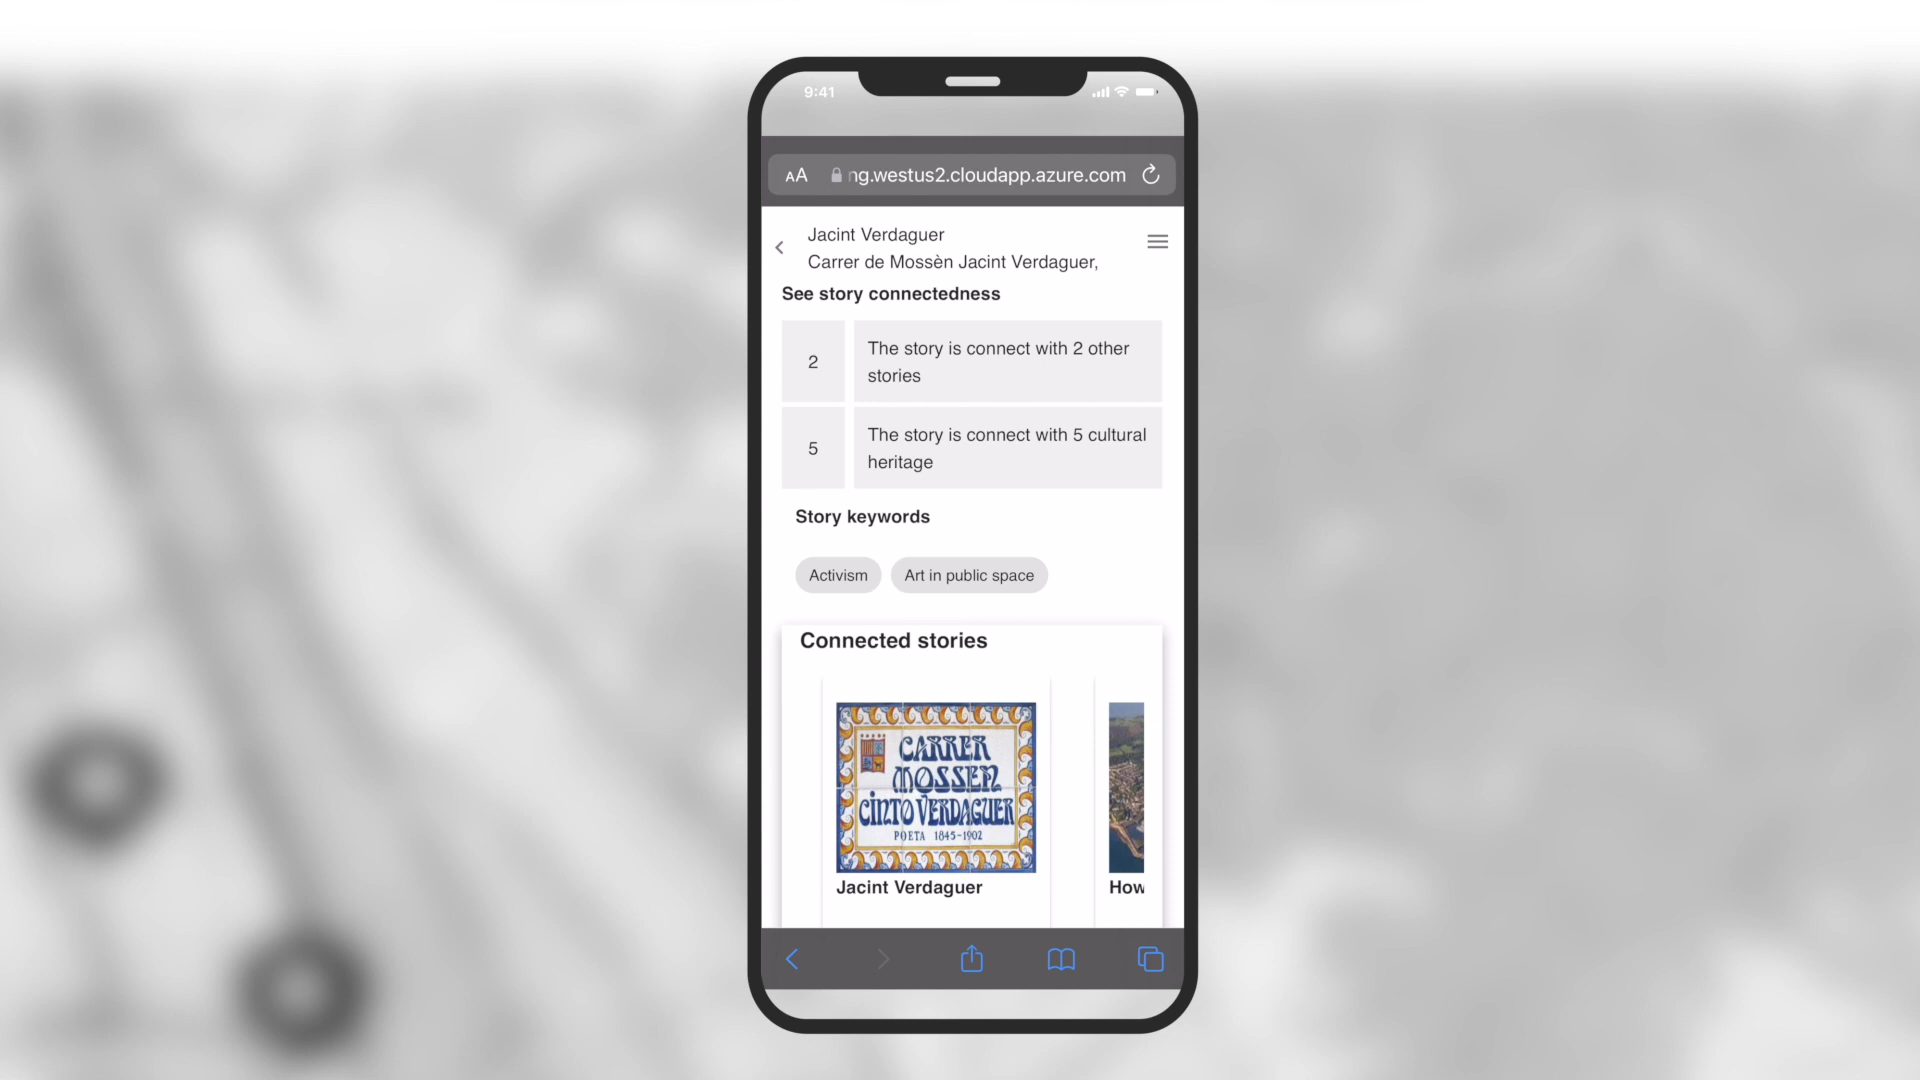 9:41
AA
ng.westus2.cloudapp.azure.com
Jacint Verdaguer
Carrer de Mossèn Jacint Verdaguer,
See story connectedness
2
The story is connect with 2 other
stories
5
The story is connect with 5 cultural
heritage
Story keywords
Activism
Art in public space
Connected stories
CARRER
MOSSEN
CINTO VERDAGUER
POETA 1845-1902
Jacint Verdaguer
How